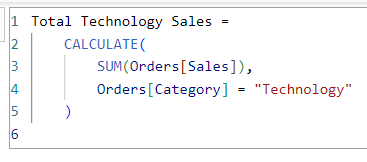 1 Total Technology Sales =
2 CALCULATE(
3 SUM(Orders[Sales]),
4 Orders[Category] = "Technology"
5 )
6